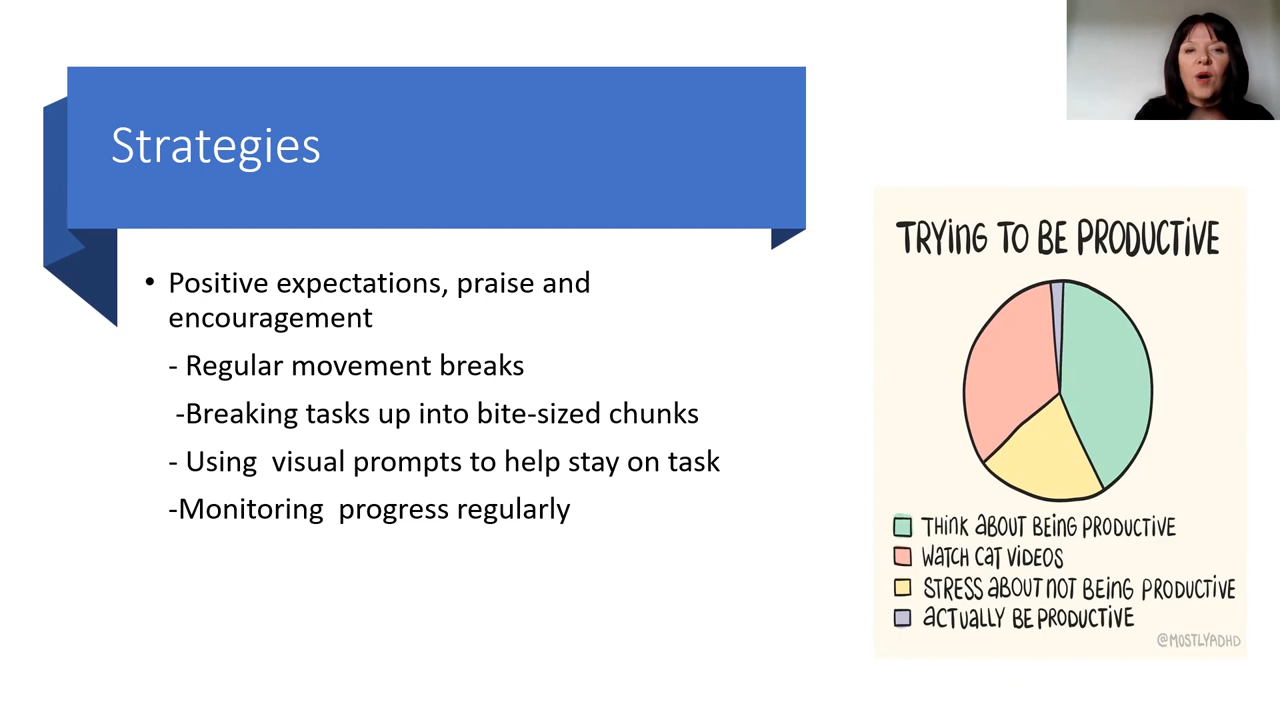 Strategies
• Positive expectations, praise and
encouragement
- Regular movement breaks
-Breaking tasks up into bite-sized chunks
- Using  visual prompts to help stay on task
-Monitoring  progress regularly
TRYING TO BE PRODUCTIVE
THINK ABOUT BEING PRODUCTIVE
WATCH CAT VIDEOS
STRESS ABOUT NOT BEING PRODUCTIVE
ACTUALLY BE PRODUCTIVE
@MOSTLYADHD